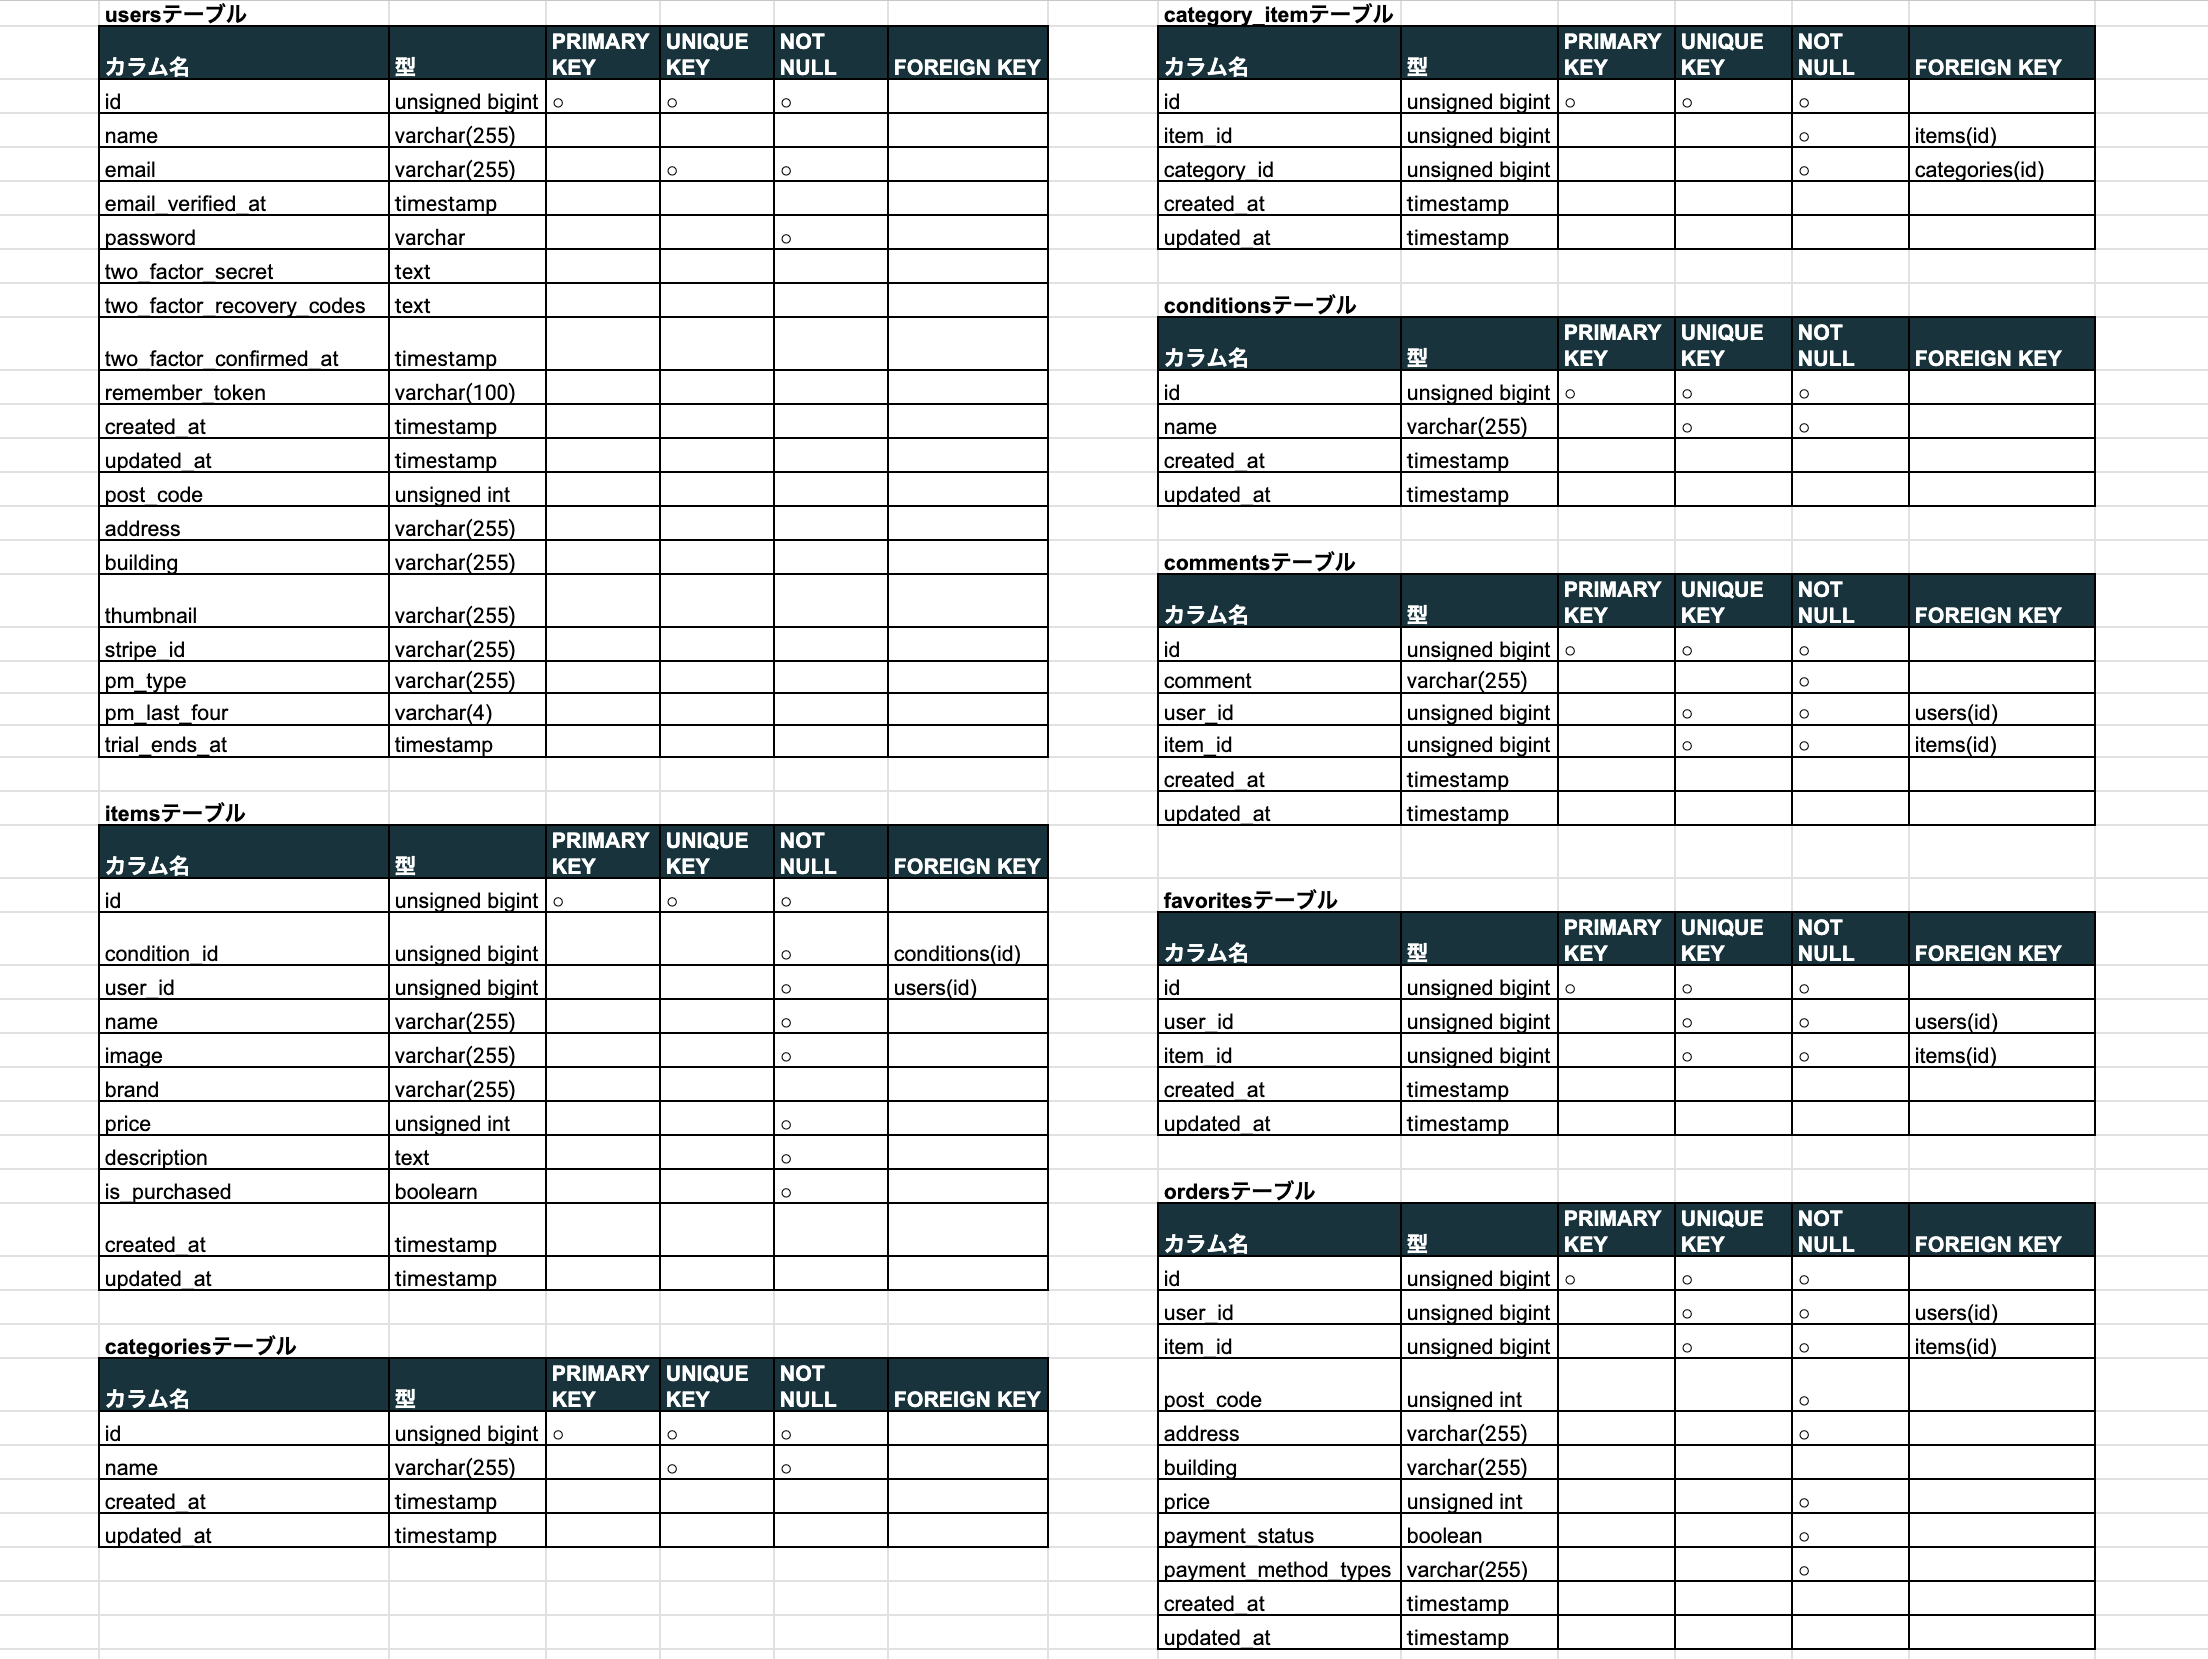 usersテーブル
カラム名 型 PRIMARY KEY UNIQUE KEY NOT NULL FOREIGN KEY
id unsigned bigint ○ ○ ○
name varchar(255)
email varchar(255) ○ ○
email_verified_at timestamp
password varchar ○
two_factor_secret text
two_factor_recovery_codes text
two_factor_confirmed_at timestamp
remember_token varchar(100)
created_at timestamp
updated_at timestamp
post_code unsigned int
address varchar(255)
building varchar(255)
thumbnail varchar(255)
stripe_id varchar(255)
pm_type varchar(255)
pm_last_four varchar(4)
trial_ends_at timestamp
itemsテーブル
カラム名 型 PRIMARY KEY UNIQUE KEY NOT NULL FOREIGN KEY
id unsigned bigint ○ ○ ○
condition_id unsigned bigint ○ conditions(id)
user_id unsigned bigint ○ users(id)
name varchar(255) ○
image varchar(255) ○
brand varchar(255)
price unsigned int ○
description text ○
is_purchased boolearn ○
created_at timestamp
updated_at timestamp
categoriesテーブル
カラム名 型 PRIMARY KEY UNIQUE KEY NOT NULL FOREIGN KEY
id unsigned bigint ○ ○ ○
name varchar(255) ○ ○
created_at timestamp
updated_at timestamp
category_itemテーブル
カラム名 型 PRIMARY KEY UNIQUE KEY NOT NULL FOREIGN KEY
id unsigned bigint ○ ○ ○
item_id unsigned bigint ○ items(id)
category_id unsigned bigint ○ categories(id)
created_at timestamp
updated_at timestamp
conditionsテーブル
カラム名 型 PRIMARY KEY UNIQUE KEY NOT NULL FOREIGN KEY
id unsigned bigint ○ ○ ○
name varchar(255) ○ ○
created_at timestamp
updated_at timestamp
commentsテーブル
カラム名 型 PRIMARY KEY UNIQUE KEY NOT NULL FOREIGN KEY
id unsigned bigint ○ ○ ○
comment varchar(255) ○
user_id unsigned bigint ○ ○ users(id)
item_id unsigned bigint ○ ○ items(id)
created_at timestamp
updated_at timestamp
favoritesテーブル
カラム名 型 PRIMARY KEY UNIQUE KEY NOT NULL FOREIGN KEY
id unsigned bigint ○ ○ ○
user_id unsigned bigint ○ ○ users(id)
item_id unsigned bigint ○ ○ items(id)
created_at timestamp
updated_at timestamp
ordersテーブル
カラム名 型 PRIMARY KEY UNIQUE KEY NOT NULL FOREIGN KEY
id unsigned bigint ○ ○ ○
user_id unsigned bigint ○ ○ users(id)
item_id unsigned bigint ○ ○ items(id)
post_code unsigned int ○
address varchar(255) ○
building varchar(255)
price unsigned int ○
payment_status boolean ○
payment_method_types varchar(255) ○
created_at timestamp
updated_at timestamp